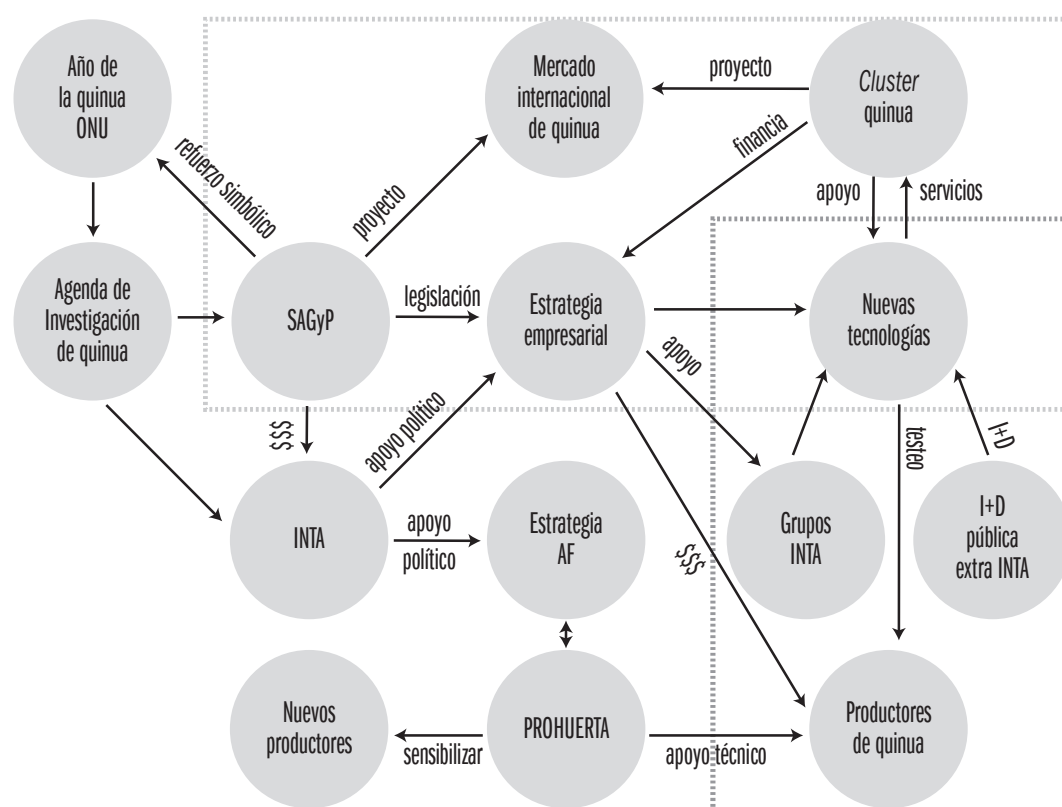 Año de
la quinua
ONU
Mercado
internacional
de quinua
proyecto
Cluster
quinua
refuerzo simbólico
proyecto
financia
apoyo
servicios
Agenda de
Investigación
de quinua
SAGyP
legislación
Estrategia
empresarial
Nuevas
tecnologías
apoyo
$$$
apoyo político
testeo
I+D
INTA
apoyo
político
Estrategia
AF
$$$
Grupos
INTA
I+D
pública
extra INTA
Nuevos
productores
sensibilizar
PROHUERTA
apoyo técnico
Productores
de quinua